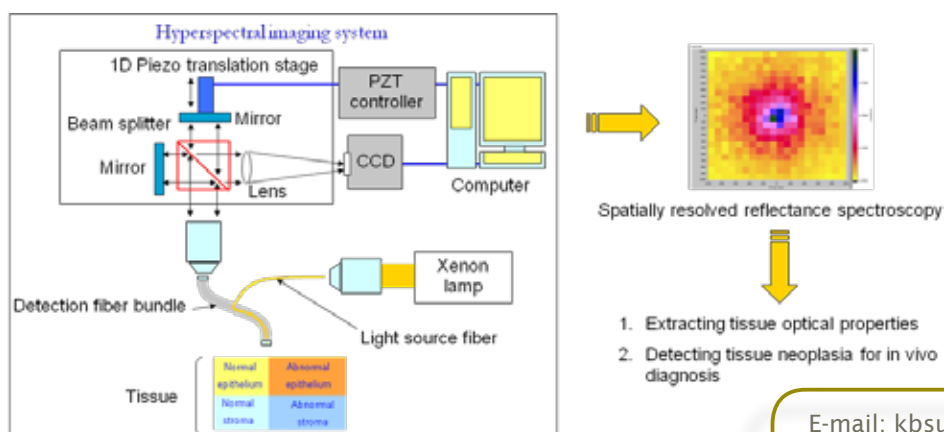 Hyperspectral imaging system
1D Piezo translation stage
PZT
controller
Beam splitter
Mirror
Mirror
CCD
Lens
Computer
Detection fiber bundle
Xenon
lamp
Light source fiber
Tissue
Normal
epithelium
Abnormal
epithelium
Normal
stroma
Abnormal
stroma
Spatially resolved reflectance spectroscopy
1. Extracting tissue optical properties
2. Detecting tissue neoplasia for in vivo
diagnosis
E-mail: kbsu